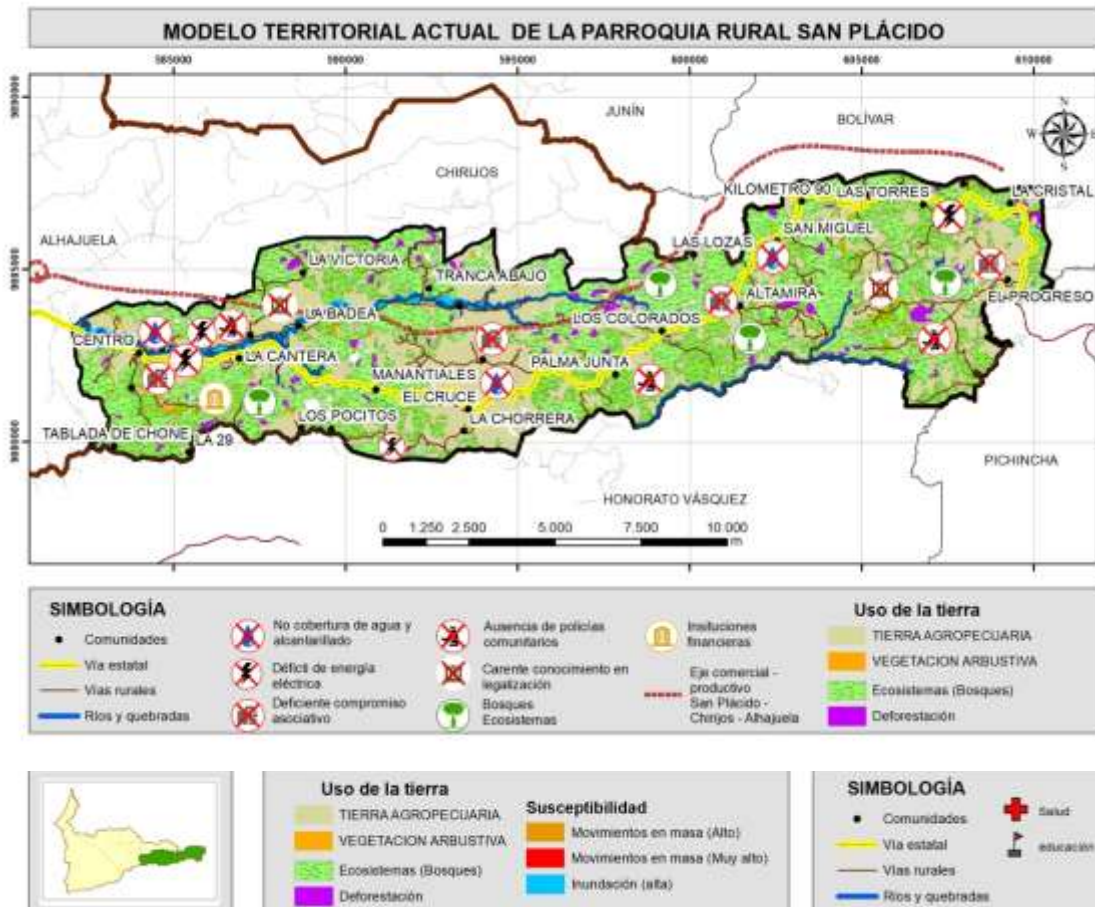 MODELO TERRITORIAL ACTUAL DE LA PARROQUIA RURAL SAN PLÁCIDO
585000 590000 595000 600000 605000 610000
9890000
9885000
9880000
JUNÍN
BOLÍVAR
CHIRIJOS
ALHAJUELA
KILOMETRO 90
LAS TORRES
LA CRISTAL
SAN MIGUEL
LAS LOZAS
LA VICTORIA
TRANCA ABAJO
ALTAMIRA
EL PROGRESO
LA BADEA
LOS COLORADOS
CENTRO
LA CANTERA
PALMA JUNTA
MANANTIALES
EL CRUCE
LOS POCITOS
LA CHORRERA
TABLADA DE CHONE
LA 29
PICHINCHA
HONORATO VÁSQUEZ
N
W
E
S
0 1.250 2.500 5.000 7.500 10.000
m
SIMBOLOGÍA
Comunidades
Vía estatal
Vías rurales
Ríos y quebradas
No cobertura de agua y
alcantarillado
Déficit de energía
eléctrica
Deficiente compromiso
asociativo
Ausencia de policías
comunitarios
Carente conocimiento en
legalización
Bosques
Ecosistemas
Insituciones
financieras
Eje comercial -
productivo
San Plácido -
Chirijos - Alhajuela
Uso de la tierra
TIERRA AGROPECUARIA
VEGETACION ARBUSTIVA
Ecosistemas (Bosques)
Deforestación
Uso de la tierra
TIERRA AGROPECUARIA
VEGETACION ARBUSTIVA
Ecosistemas (Bosques)
Deforestación
Susceptibilidad
Movimientos en masa (Alto)
Movimientos en masa (Muy alto)
Inundación (alta)
SIMBOLOGÍA
Comunidades
Vía estatal
Vías rurales
Ríos y quebradas
Salud
educación